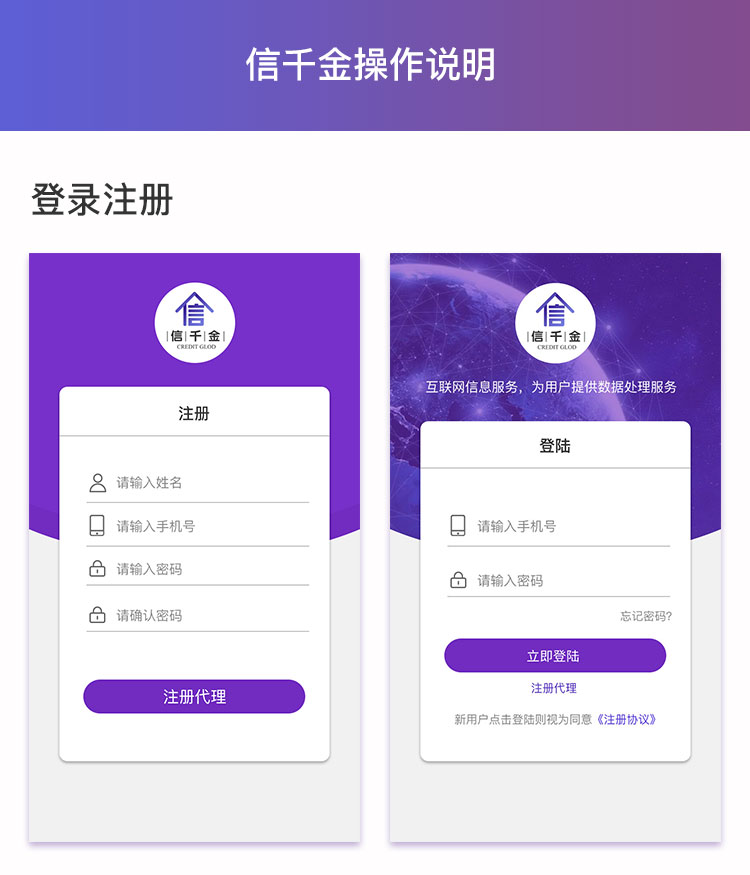 信千金操作说明
登录注册
信
信千金
CREDIT GLOD
注册
请输入姓名
请输入手机号
请输入密码
请确认密码
注册代理
信
信千金
CREDIT GLOD
互联网信息服务，为用户提供数据处理服务
登陆
请输入手机号
请输入密码
忘记密码?
立即登陆
注册代理
新用户点击登陆则视为同意《注册协议》